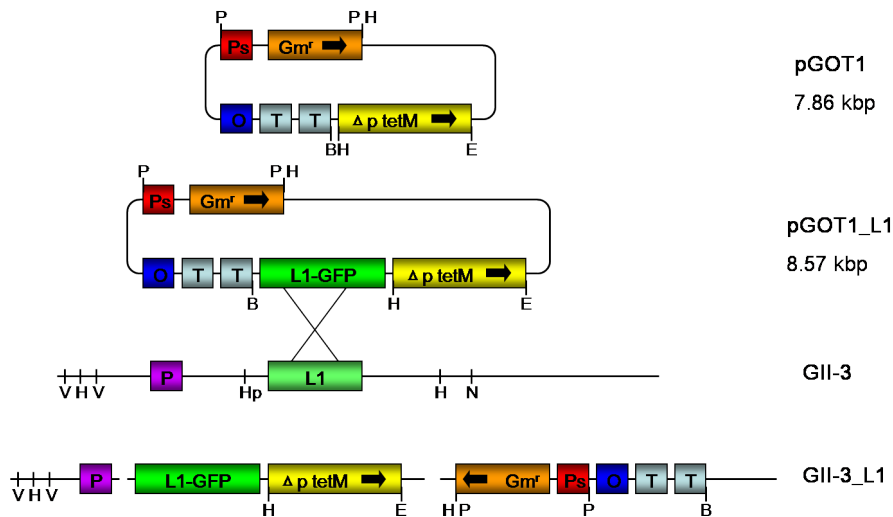 P P H
Ps Gmʳ pGOT1
7.86 kbp
O T T Δ p tetM
BH E
P P H
Ps Gmʳ pGOT1_L1
8.57 kbp
O T T L1-GFP Δ p tetM
B H E
P L1 GII-3
V H V Hp H N
P L1-GFP Δ p tetM Gmʳ Ps O T T GII-3_L1
V H V H E H P P B